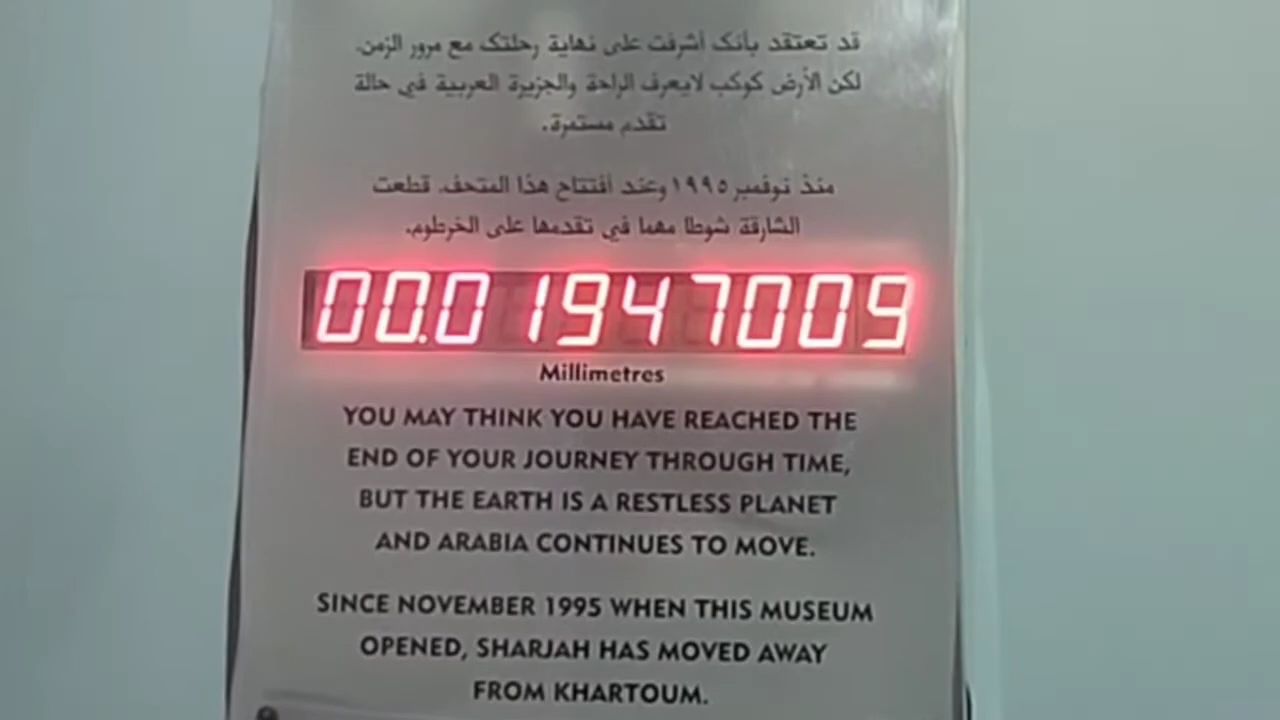 قد تعتقد بأنك أشرفت على نهاية رحلتك مع مرور الزمن.
لكن الأرض كوكب لايعرف الراحة والجزيرة العربية في حالة
تقدم مستمرة.
منذ نوفمبر ١٩٩٥ وعند أفتتاح هذا المتحف. قطعت
الشارقة شوطا مهما في تقدمها على الخرطوم.
00.01947009
Millimetres
YOU MAY THINK YOU HAVE REACHED THE
END OF YOUR JOURNEY THROUGH TIME,
BUT THE EARTH IS A RESTLESS PLANET
AND ARABIA CONTINUES TO MOVE.
SINCE NOVEMBER 1995 WHEN THIS MUSEUM
OPENED, SHARJAH HAS MOVED AWAY
FROM KHARTOUM.